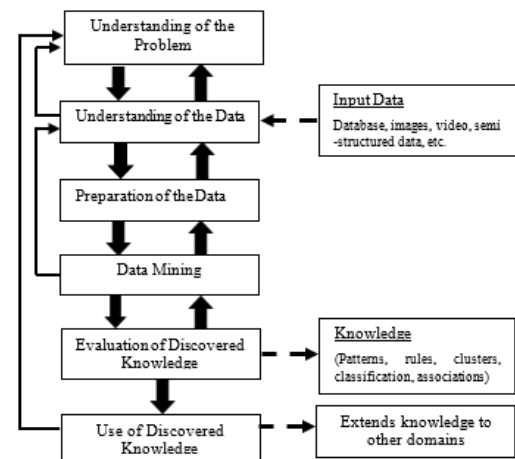 Understanding of the
Problem
Understanding of the Data
Input Data
Database, images, video, semi
-structured data, etc.
Preparation of the Data
Data Mining
Evaluation of Discovered
Knowledge
Knowledge
(Patterns, rules, clusters,
classification, associations)
Use of Discovered
Knowledge
Extends knowledge to
other domains